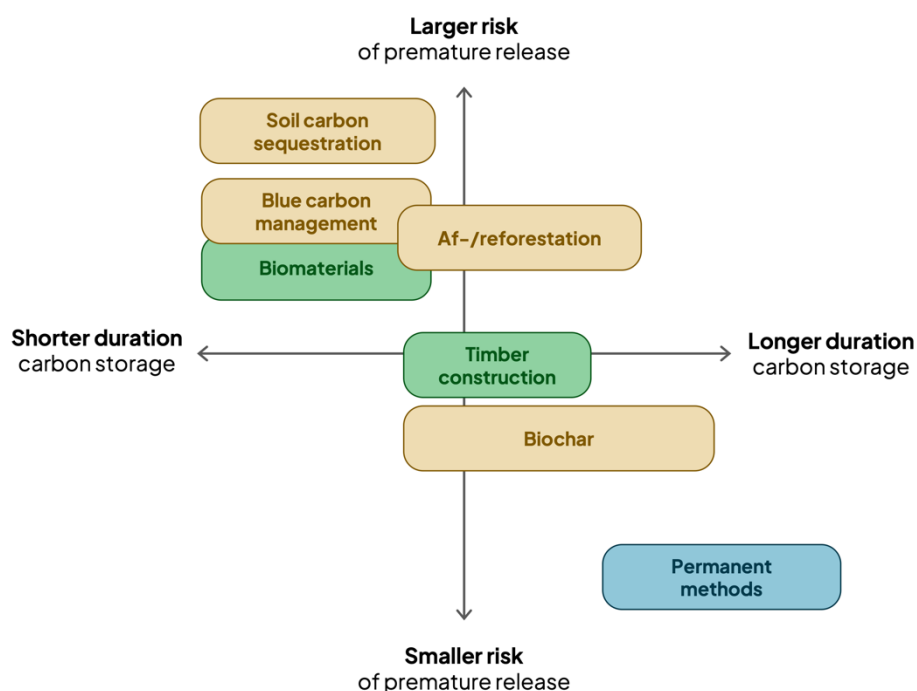 Larger risk
of premature release
Soil carbon
sequestration
Blue carbon
management
Af-/reforestation
Biomaterials
Shorter duration
carbon storage
Timber
construction
Longer duration
carbon storage
Biochar
Permanent
methods
Smaller risk
of premature release